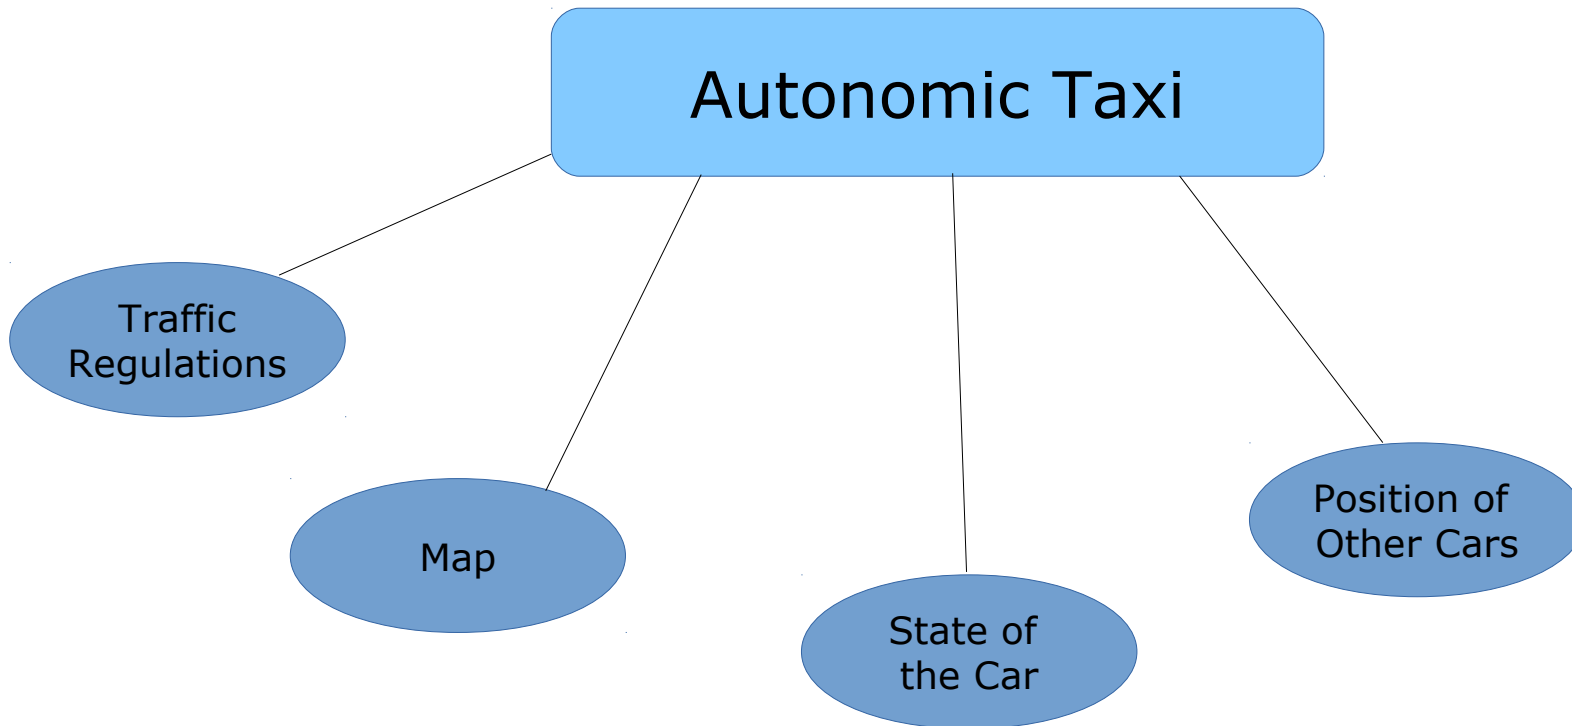 Autonomic Taxi
Traffic
Regulations
Map
State of
the Car
Position of
Other Cars